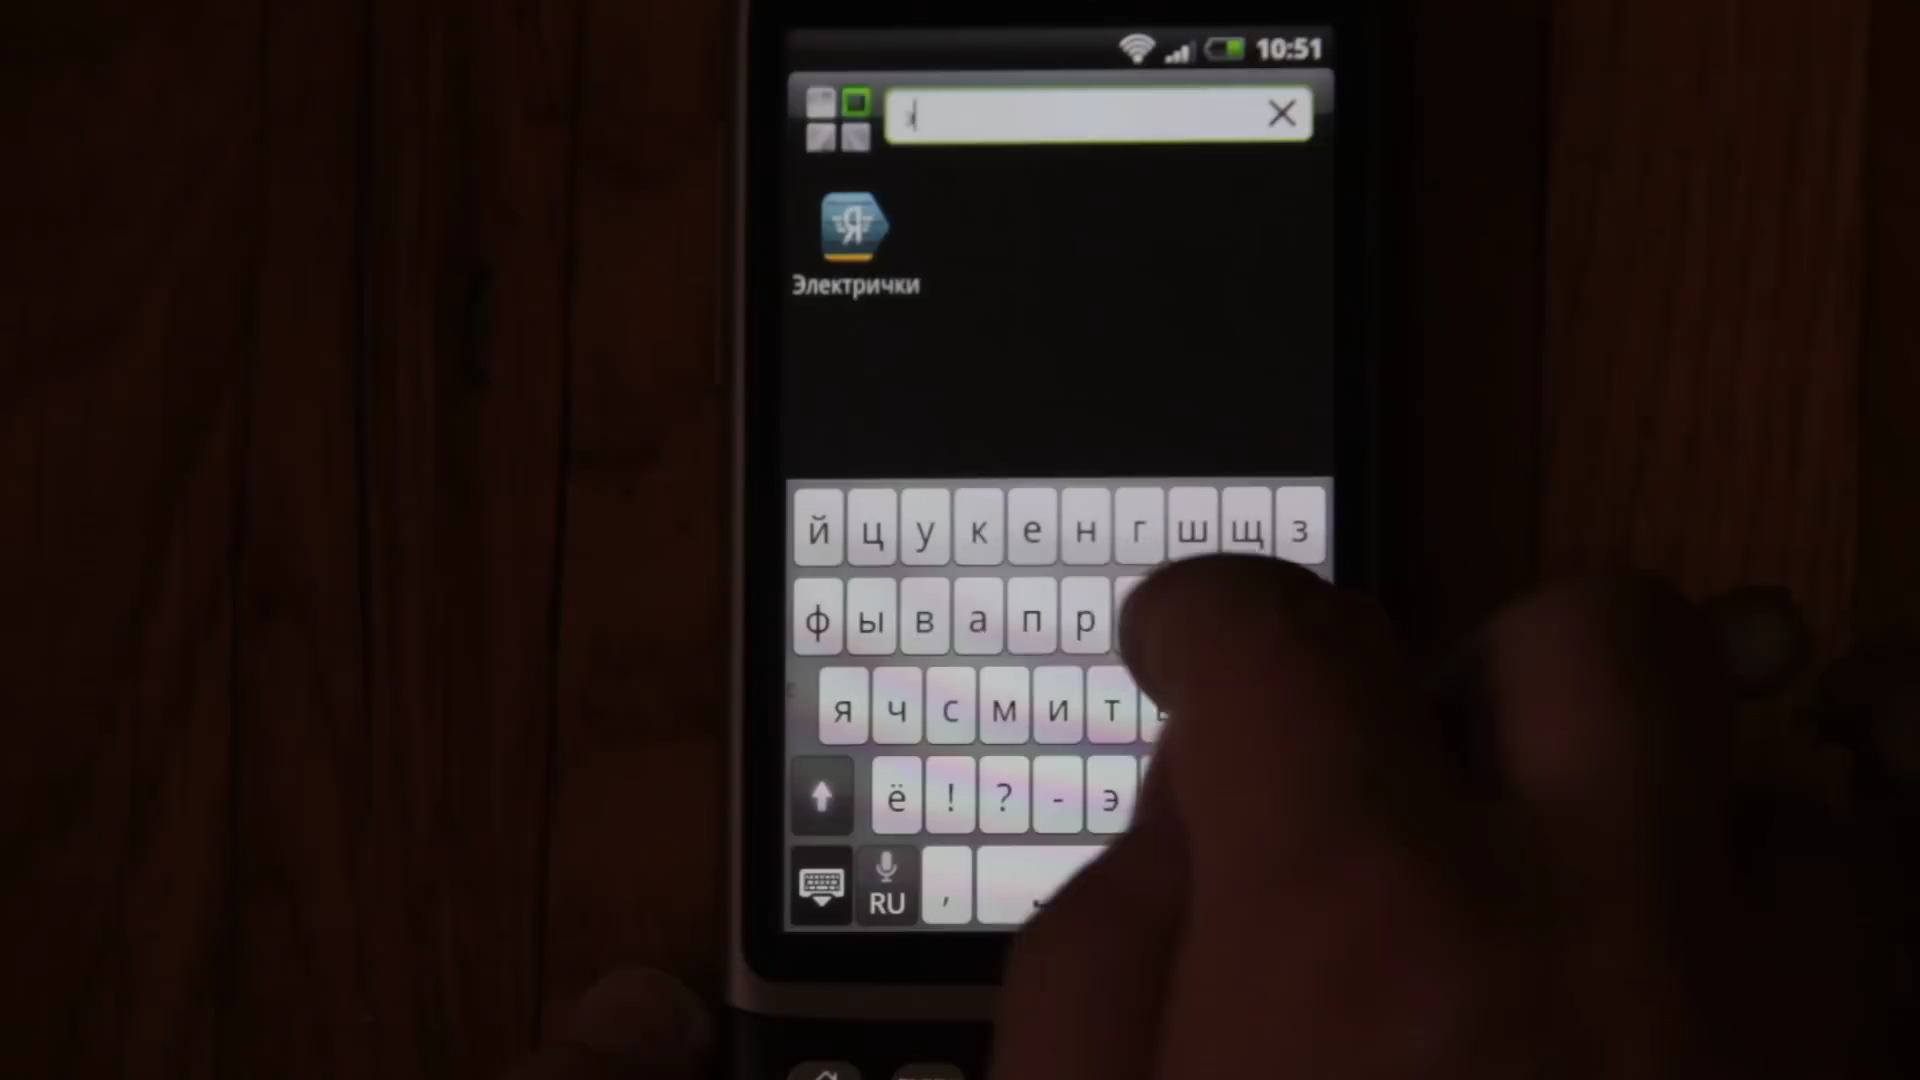 10:51
Я
Электрички
й ц у к е н г ш щ з
ф ы в а п р
я ч с м и т
ё ! ? - э
RU ,